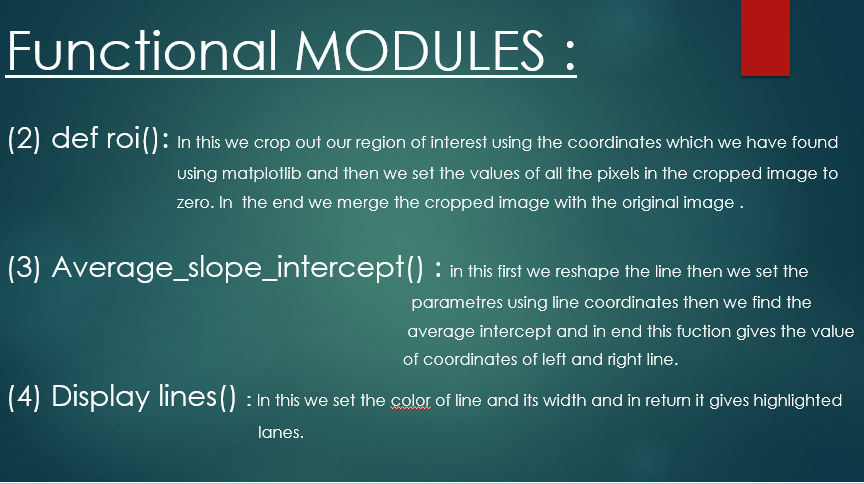 Functional MODULES :
(2) def roi(): In this we crop out our region of interest using the coordinates which we have found
using matplotlib and then we set the values of all the pixels in the cropped image to
zero. In the end we merge the cropped image with the original image .
(3) Average_slope_intercept() : in this first we reshape the line then we set the
parametres using line coordinates then we find the
average intercept and in end this fuction gives the value
of coordinates of left and right line.
(4) Display lines() : In this we set the color of line and its width and in return it gives highlighted
lanes.